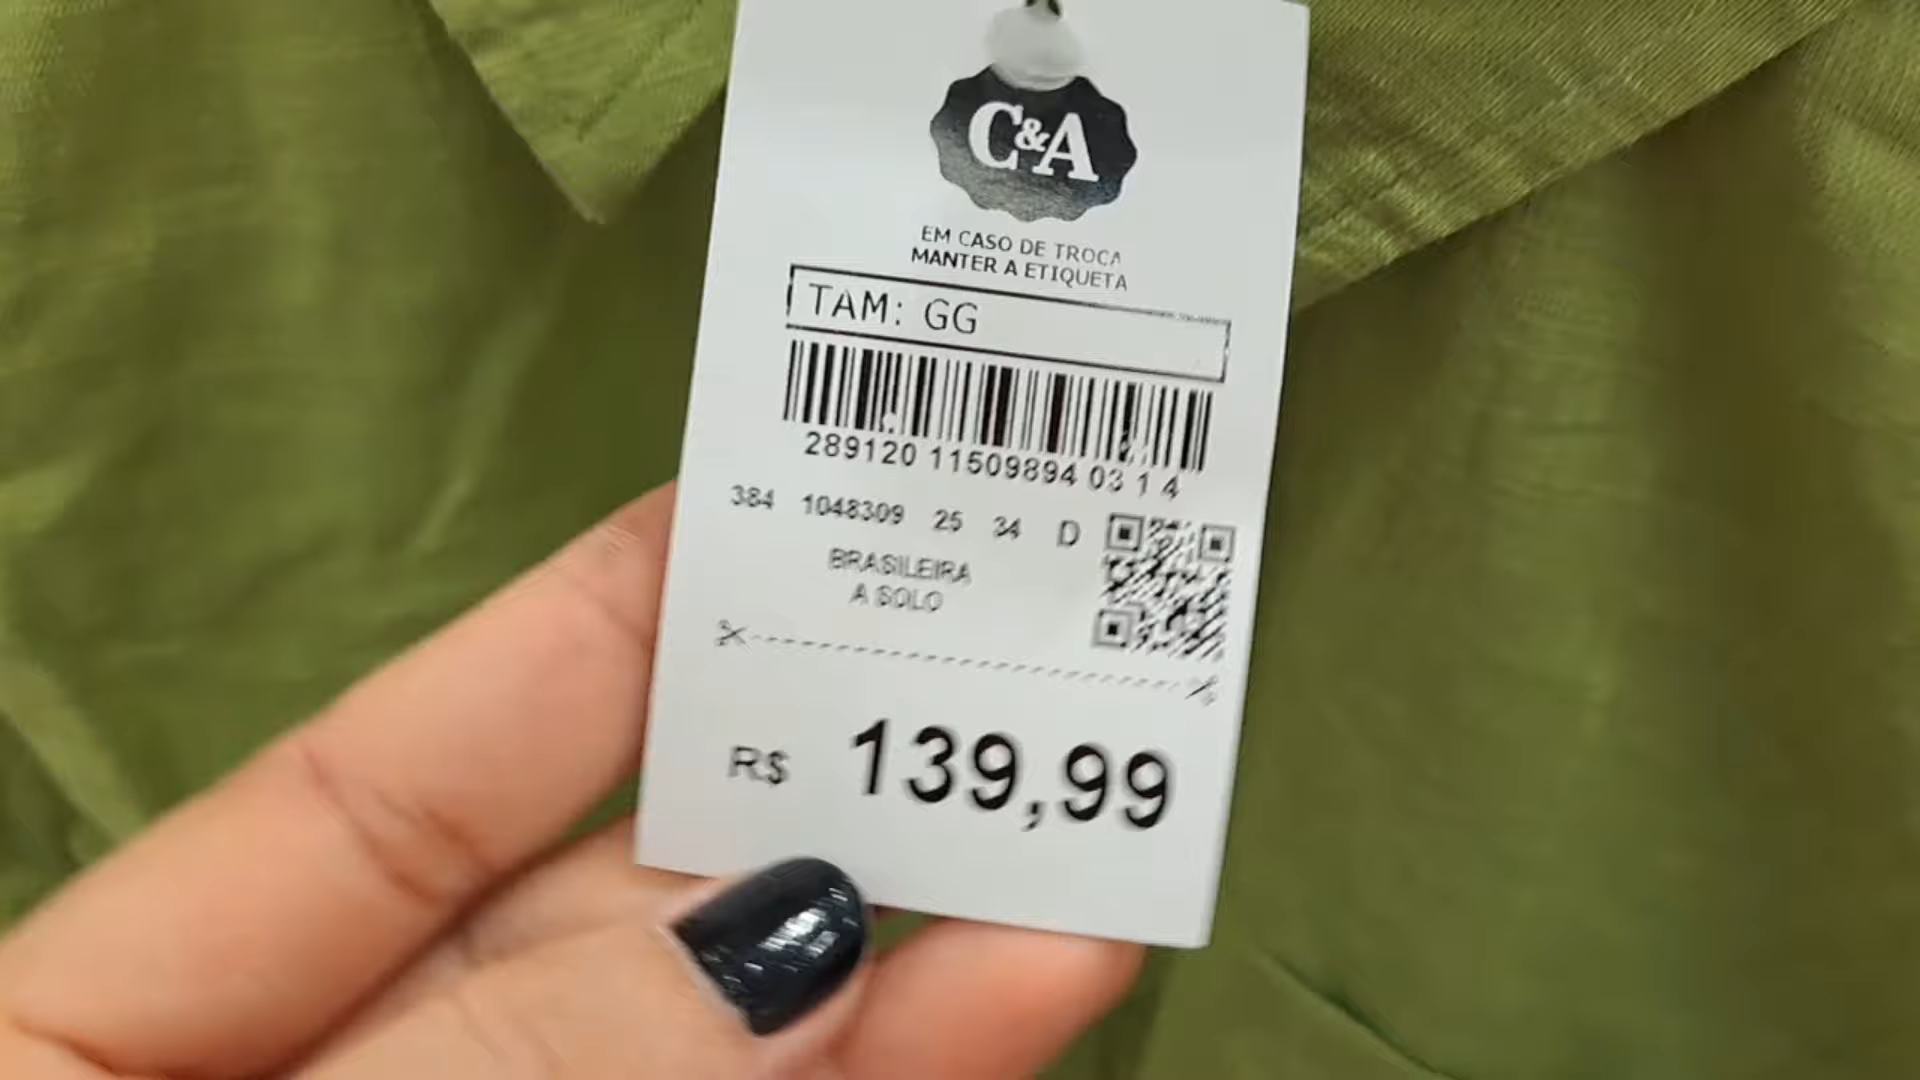 C&A
EM CASO DE TROCA
MANTER A ETIQUETA
TAM: GG
289120 11509894 03 1 4
384 1048309 25 34 D
BRASILEIRA
A SOLO
R$ 139,99